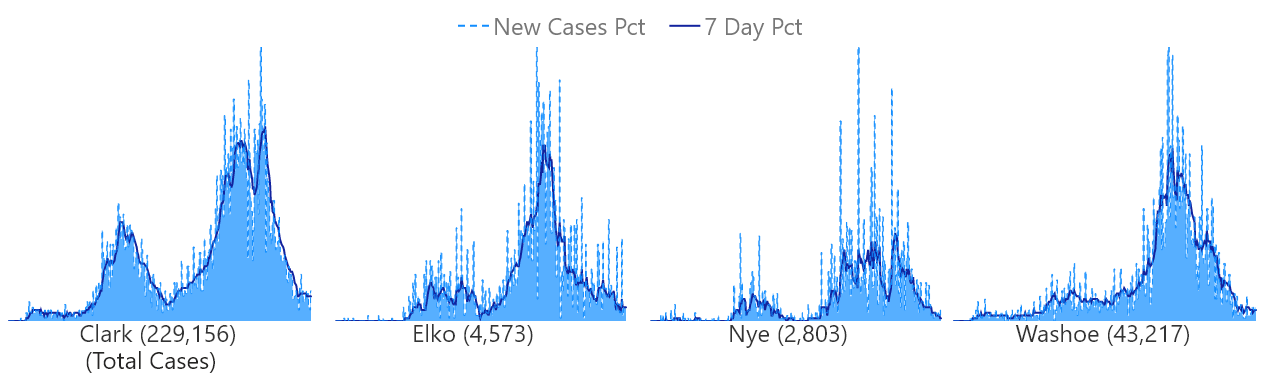 New Cases Pct 7 Day Pct
Clark (229,156) Elko (4,573) Nye (2,803) Washoe (43,217)
(Total Cases)